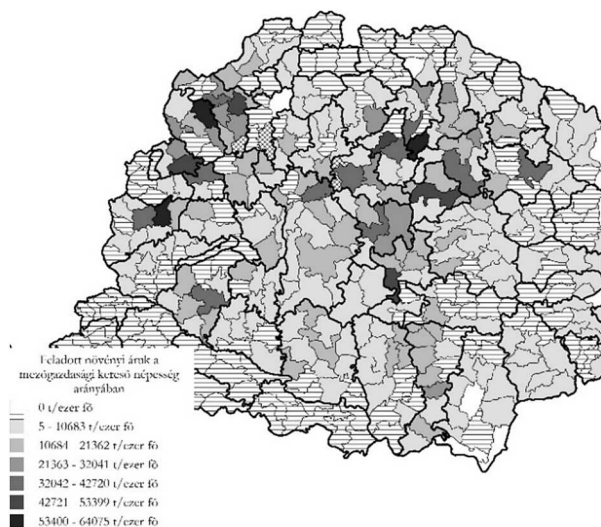 Feladott növényi áruk a
mezőgazdasági kereső népesség
arányában
0 t/ezer fő
5 - 10683 t/ezer fő
10684 - 21362 t/ezer fő
21363 - 32041 t/ezer fő
32042 - 42720 t/ezer fő
42721 53399 t/ezer fő
53400 - 64075 t/ezer fő